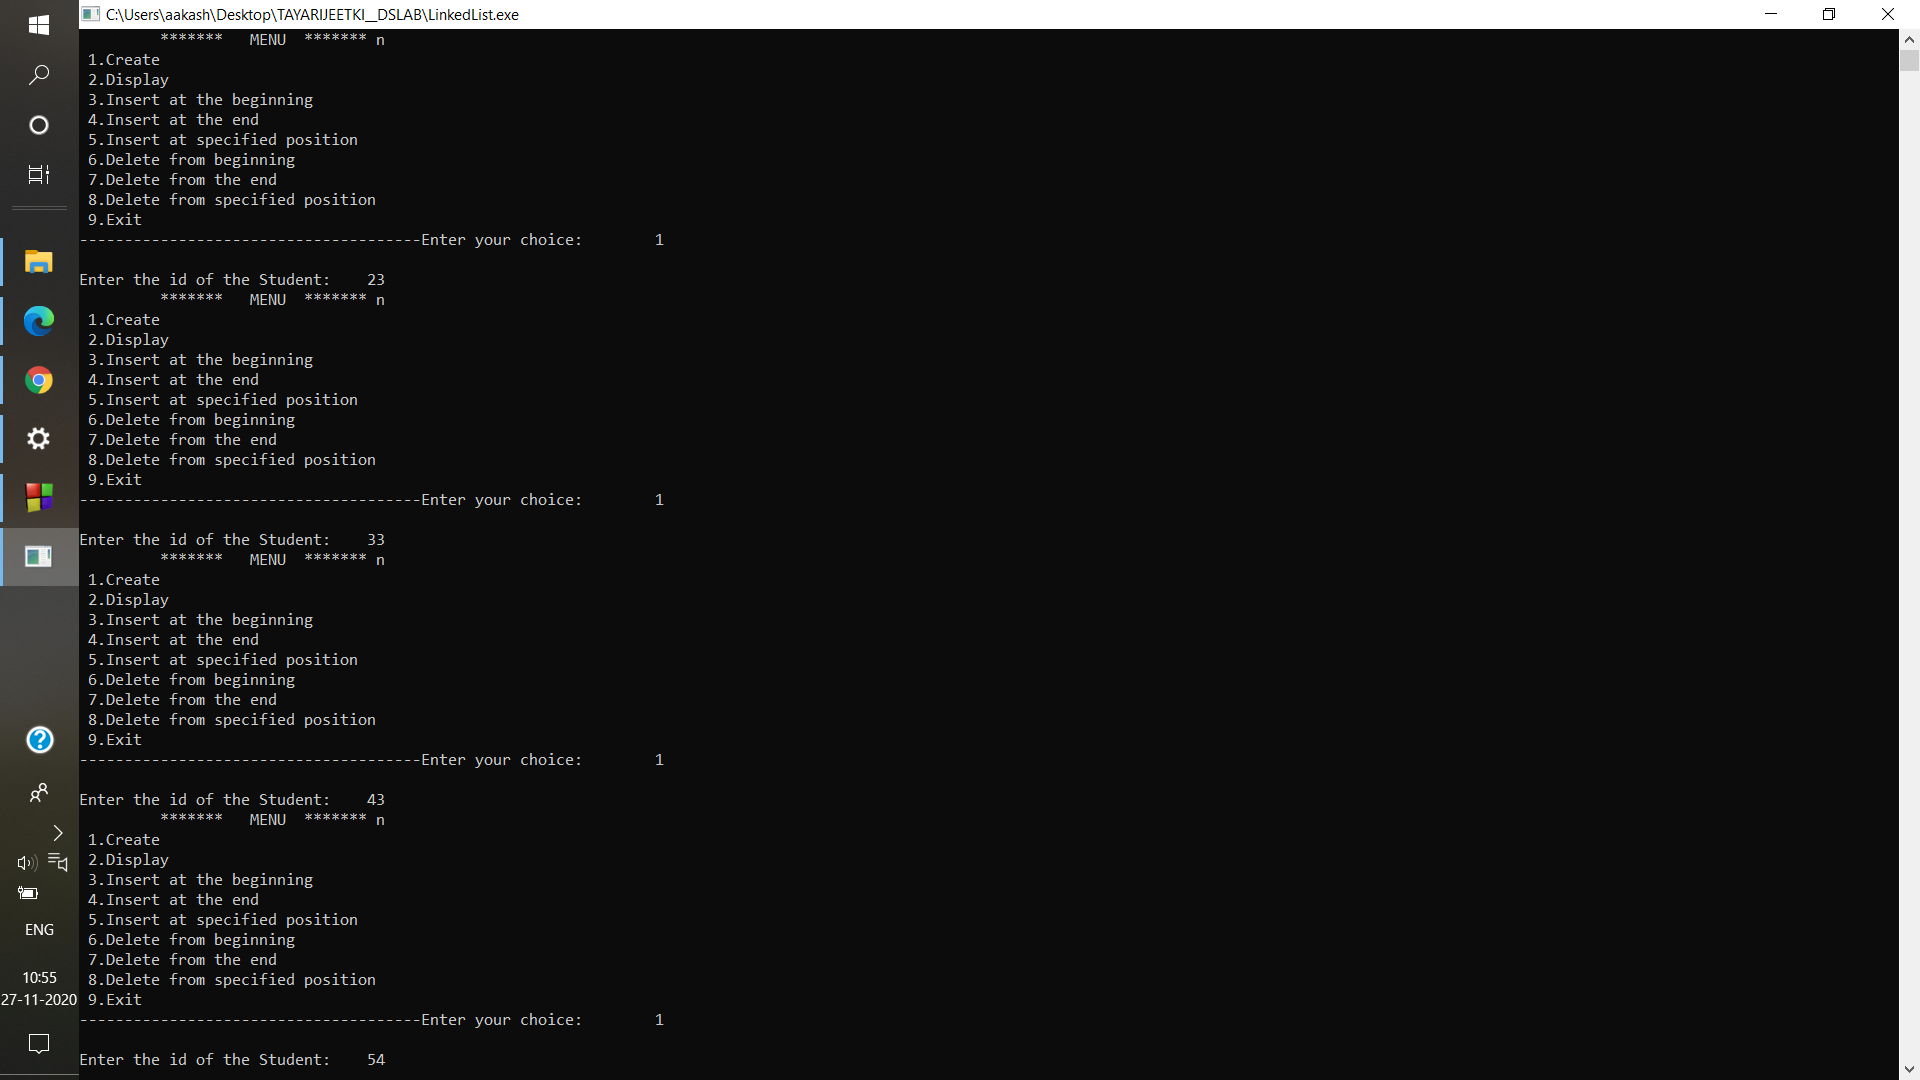 C:\Users\aakash\Desktop\TAYARIJEETKI__DSLAB\LinkedList.exe
*******   MENU  ******* n
1.Create
2.Display
3.Insert at the beginning
4.Insert at the end
5.Insert at specified position
6.Delete from beginning
7.Delete from the end
8.Delete from specified position
9.Exit
--------------------------------------Enter your choice:        1
Enter the id of the Student:    23
*******   MENU  ******* n
1.Create
2.Display
3.Insert at the beginning
4.Insert at the end
5.Insert at specified position
6.Delete from beginning
7.Delete from the end
8.Delete from specified position
9.Exit
--------------------------------------Enter your choice:        1
Enter the id of the Student:    33
*******   MENU  ******* n
1.Create
2.Display
3.Insert at the beginning
4.Insert at the end
5.Insert at specified position
6.Delete from beginning
7.Delete from the end
8.Delete from specified position
9.Exit
--------------------------------------Enter your choice:        1
Enter the id of the Student:    43
*******   MENU  ******* n
1.Create
2.Display
3.Insert at the beginning
4.Insert at the end
5.Insert at specified position
6.Delete from beginning
7.Delete from the end
8.Delete from specified position
9.Exit
--------------------------------------Enter your choice:        1
Enter the id of the Student:    54
ENG
10:55
27-11-2020